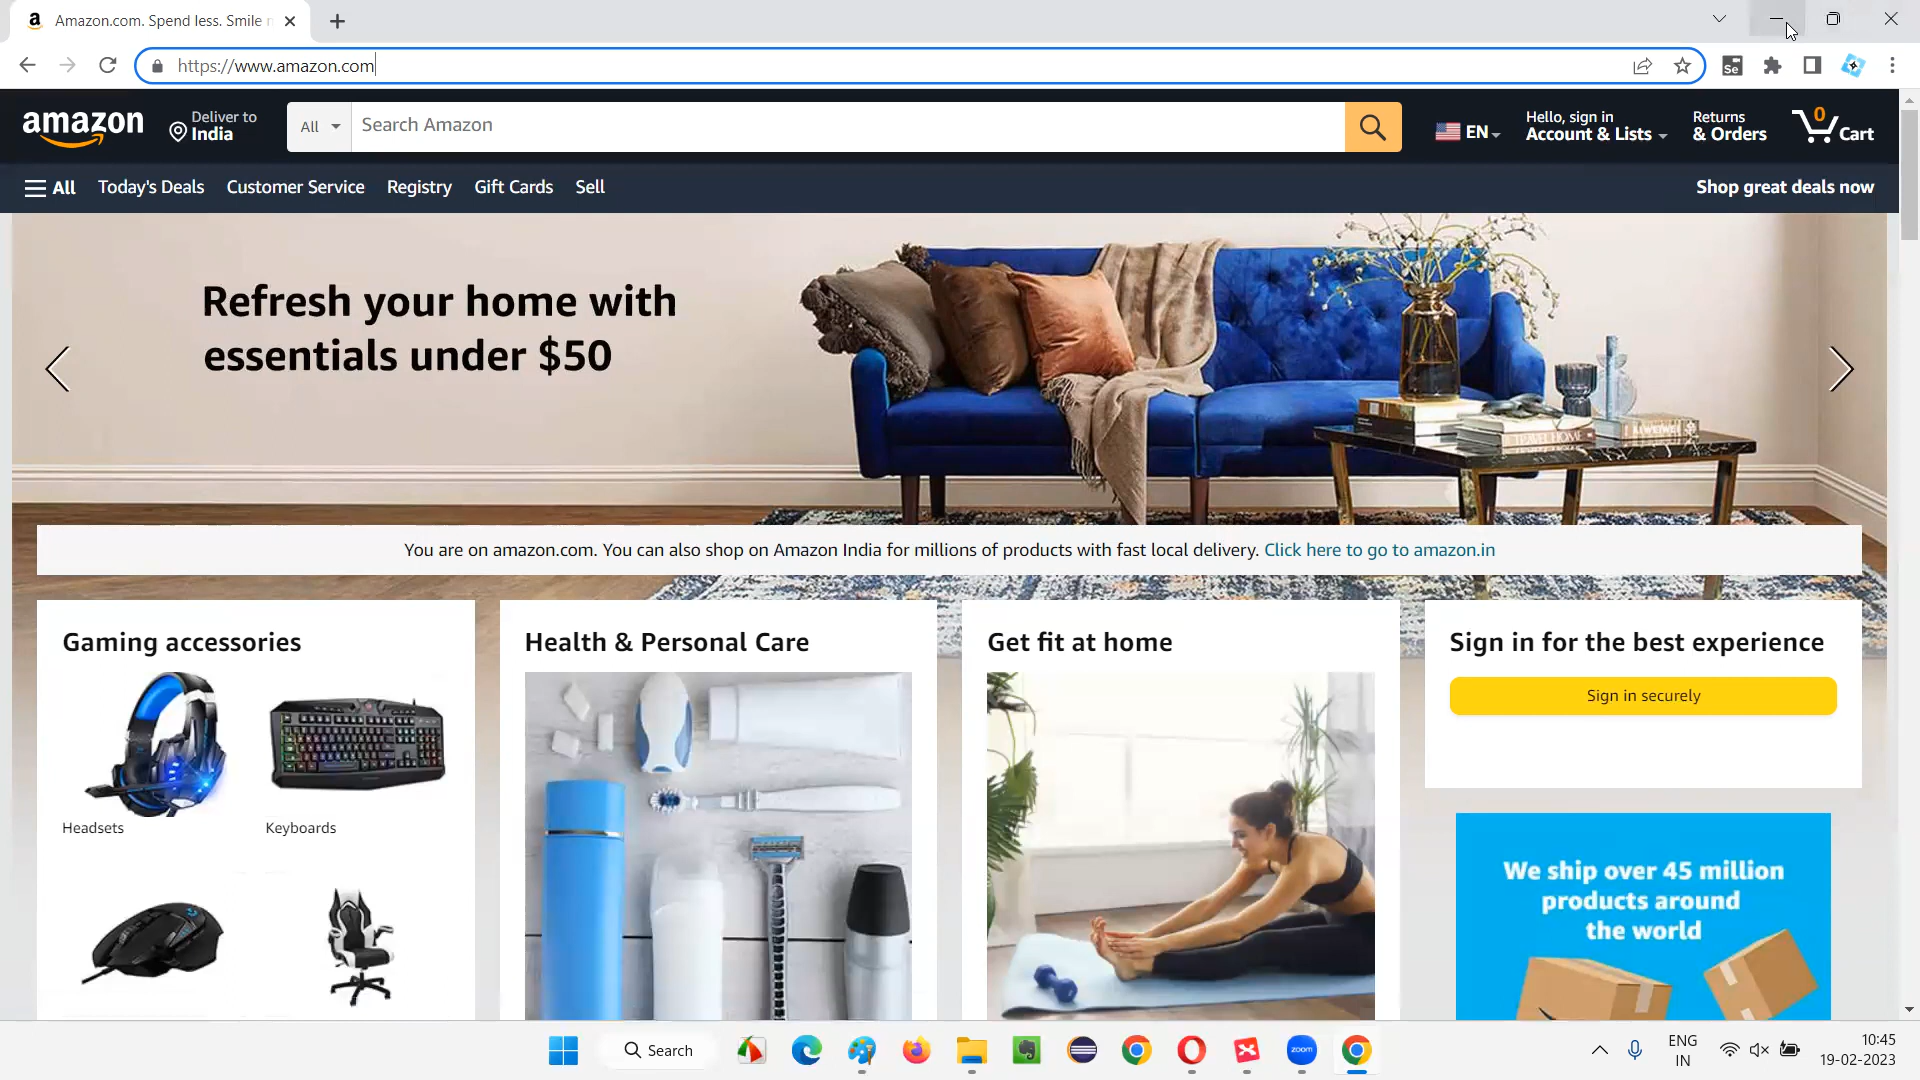 Amazon.com. Spend less. Smile
https://www.amazon.com
Se
amazon
Deliver to
India
All
Search Amazon
EN
Hello, sign in
Account & Lists
Returns
& Orders
0
Cart
All
Today's Deals
Customer Service
Registry
Gift Cards
Sell
Shop great deals now
Refresh your home with
essentials under $50
TRAVEL HOME
You are on amazon.com. You can also shop on Amazon India for millions of products with fast local delivery. Click here to go to amazon.in
Gaming accessories
Headsets
Keyboards
Health & Personal Care
Get fit at home
Sign in for the best experience
Sign in securely
We ship over 45 million
products around
the world
Search
zoom
ENG
IN
10:45
19-02-2023